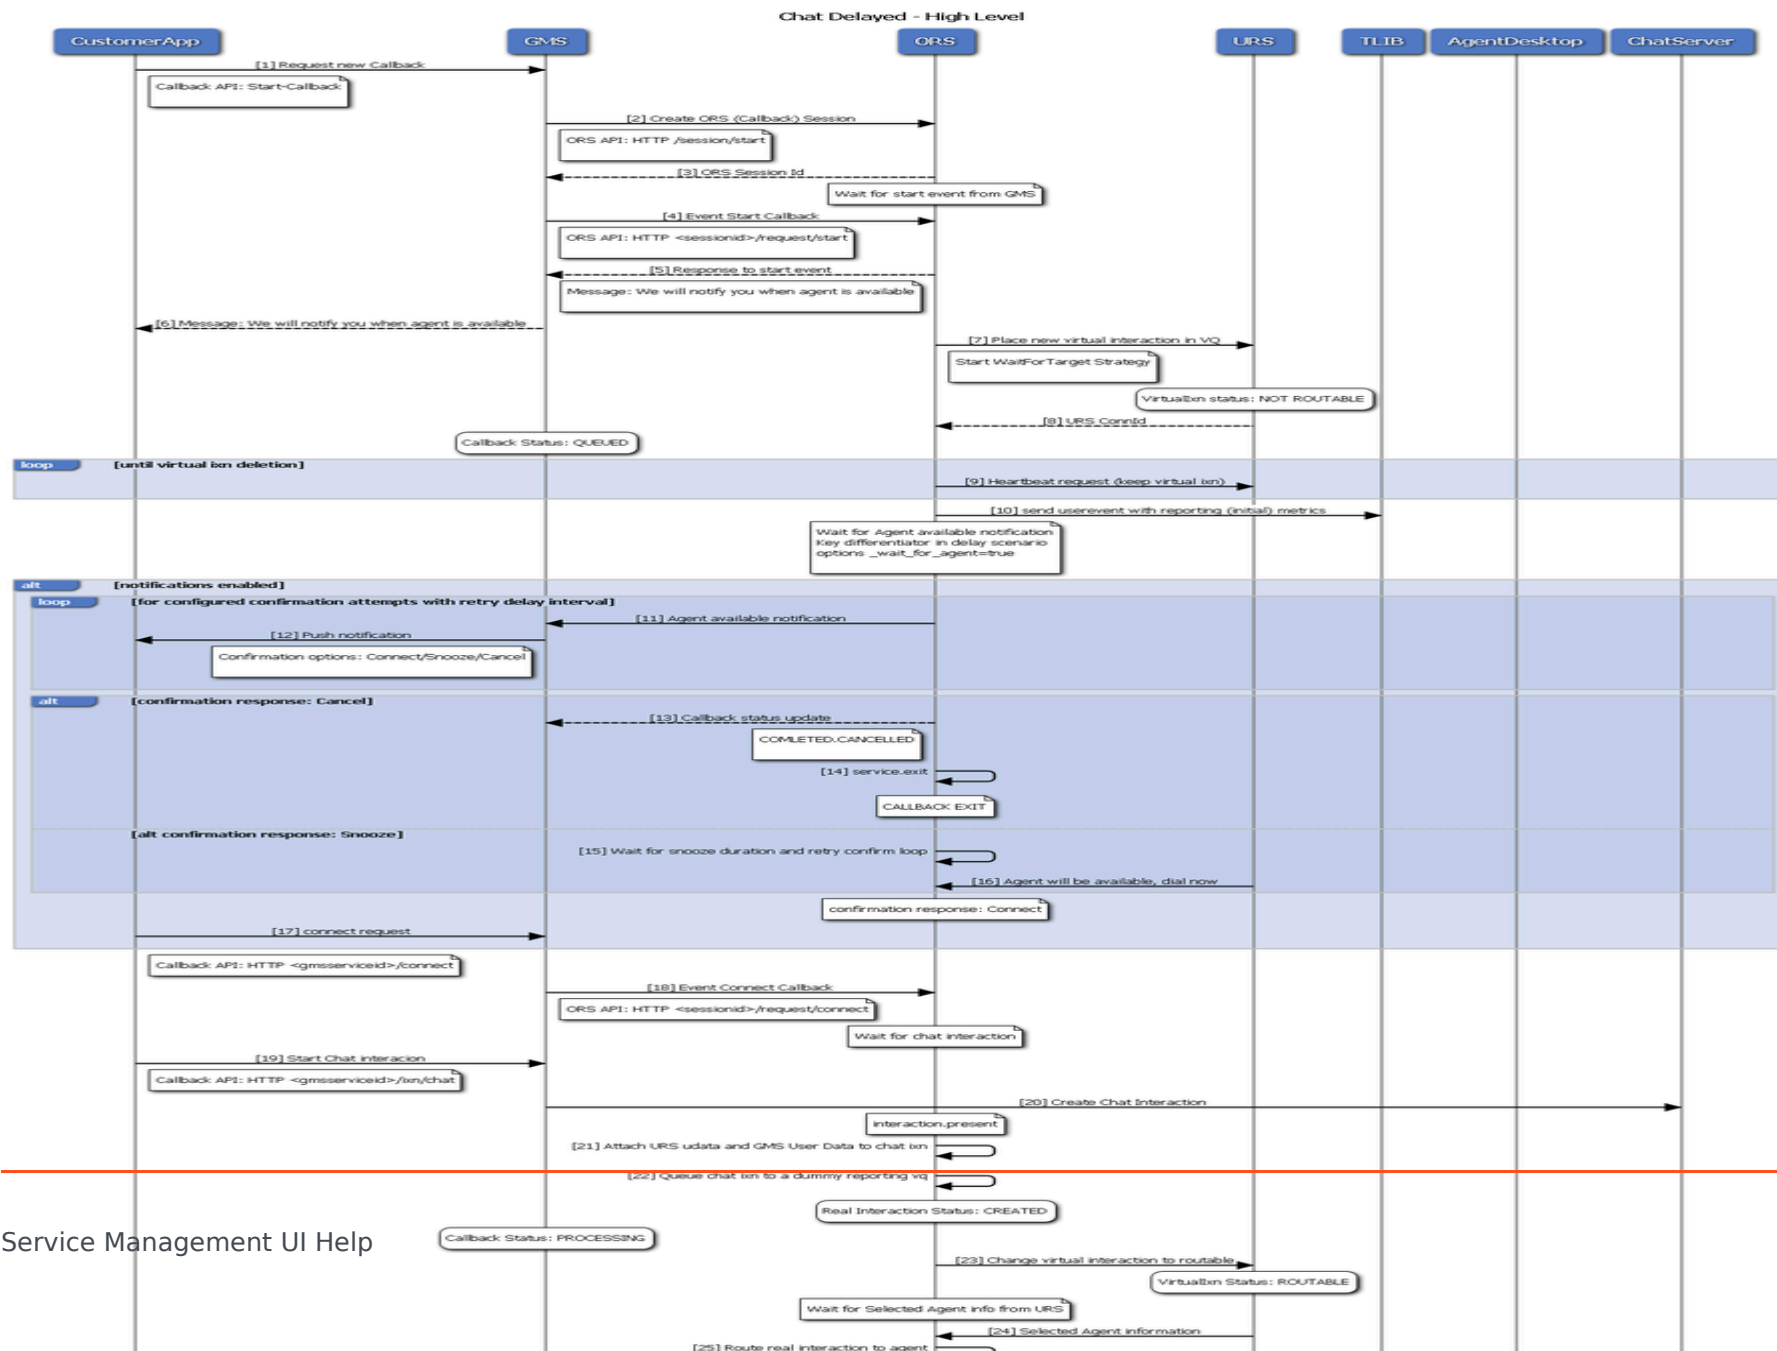 Chat Delayed - High Level
CustomerApp
GMS
ORS
URS
TLIB
AgentDesktop
ChatServer
[1] Request new Callback
Callback API: Start-Callback
[2] Create ORS (Callback) Session
ORS API: HTTP /session/start
[3] ORS Session Id
Wait for start event from GMS
[4] Event Start Callback
ORS API: HTTP <sessionid>/request/start
[5] Response to start event
Message: We will notify you when agent is available
[6] Message: We will notify you when agent is available
[7] Place new virtual interaction in VQ
Start WaitForTarget Strategy
VirtualIxn status: NOT ROUTABLE
[8] URS ConnId
Callback Status: QUEUED
loop
[until virtual ixn deletion]
[9] Heartbeat request (keep virtual ixn)
[10] send userevent with reporting (initial) metrics
Wait for Agent available notification
Key differentiator in delay scenario
options _wait_for_agent=true
alt
[notifications enabled]
loop
[for configured confirmation attempts with retry delay interval]
[11] Agent available notification
[12] Push notification
Confirmation options: Connect/Snooze/Cancel
alt
[confirmation response: Cancel]
[13] Callback status update
COMLETED.CANCELLED
[14] service.exit
CALLBACK EXIT
[alt confirmation response: Snooze]
[15] Wait for snooze duration and retry confirm loop
[16] Agent will be available, dial now
confirmation response: Connect
[17] connect request
Callback API: HTTP <gmsserviceid>/connect
[18] Event Connect Callback
ORS API: HTTP <sessionid>/request/connect
Wait for chat interaction
[19] Start Chat interacion
Callback API: HTTP <gmsserviceid>/ixn/chat
[20] Create Chat Interaction
interaction.present
[21] Attach URS udata and GMS User Data to chat ixn
[22] Queue chat ixn to a dummy reporting vq
Real Interaction Status: CREATED
Service Management UI Help
Callback Status: PROCESSING
[23] Change virtual interaction to routable
VirtualIxn Status: ROUTABLE
Wait for Selected Agent info from URS
[24] Selected Agent information
[25] Route real interaction to agent